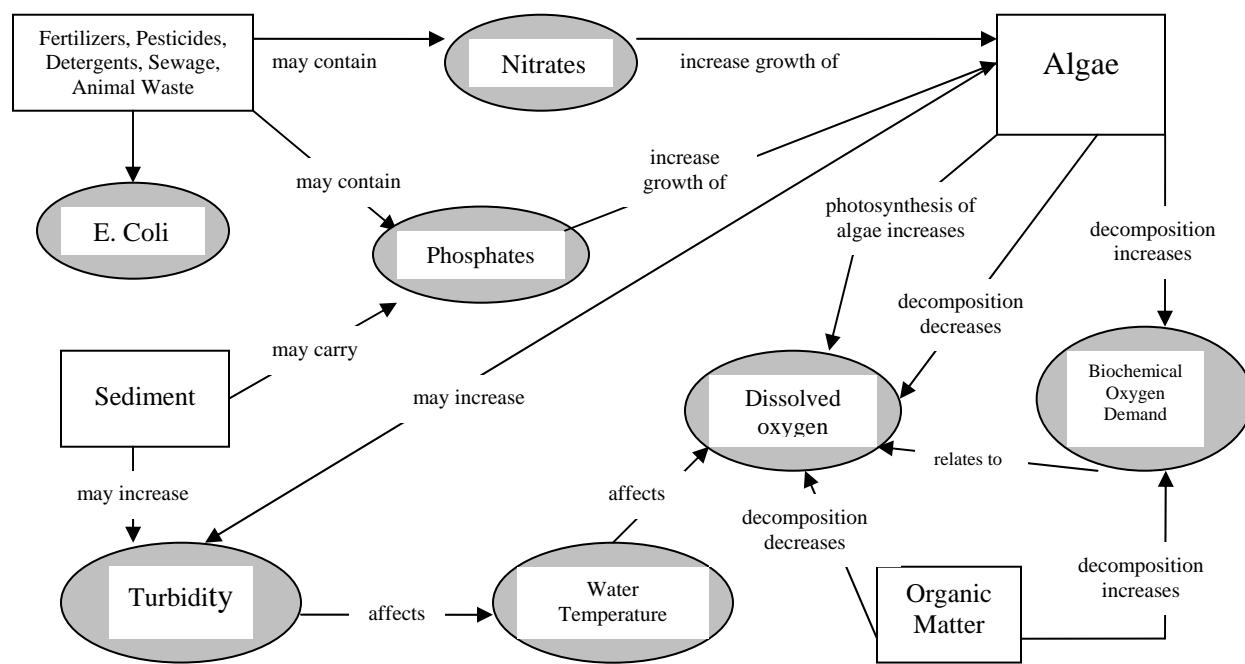 Fertilizers, Pesticides,
Detergents, Sewage,
Animal Waste
may contain
Nitrates
increase growth of
Algae
increase
growth of
may contain
E. Coli
Phosphates
photosynthesis of
algae increases
decomposition
increases
decomposition
decreases
may carry
Sediment
may increase
Dissolved
oxygen
Biochemical
Oxygen
Demand
relates to
may increase
affects
decomposition
decreases
decomposition
increases
Turbidity
affects
Water
Temperature
Organic
Matter